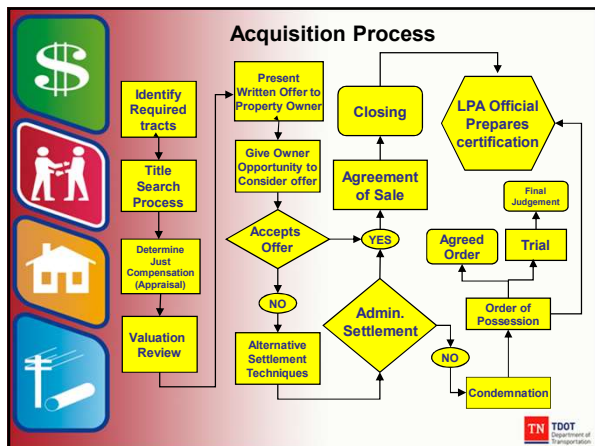 Acquisition Process
Identify
Required
tracts
Title
Search
Process
Determine
Just
Compensation
(Appraisal)
Valuation
Review
Present
Written Offer to
Property Owner
Give Owner
Opportunity to
Consider offer
Accepts
Offer
NO
Alternative
Settlement
Techniques
Closing
Agreement
of Sale
YES
Admin.
Settlement
NO
Condemnation
Order of
Possession
Agreed
Order
Trial
Final
Judgement
LPA Official
Prepares
certification
$
TN
TDOT
Department of
Transportation